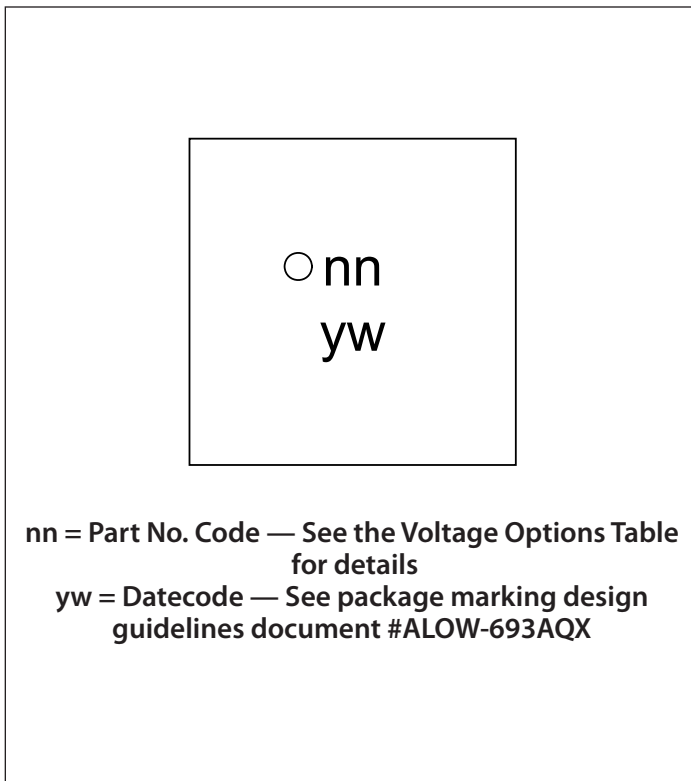 nn
yw
nn = Part No. Code — See the Voltage Options Table
for details
yw = Datecode — See package marking design
guidelines document #ALOW-693AQX